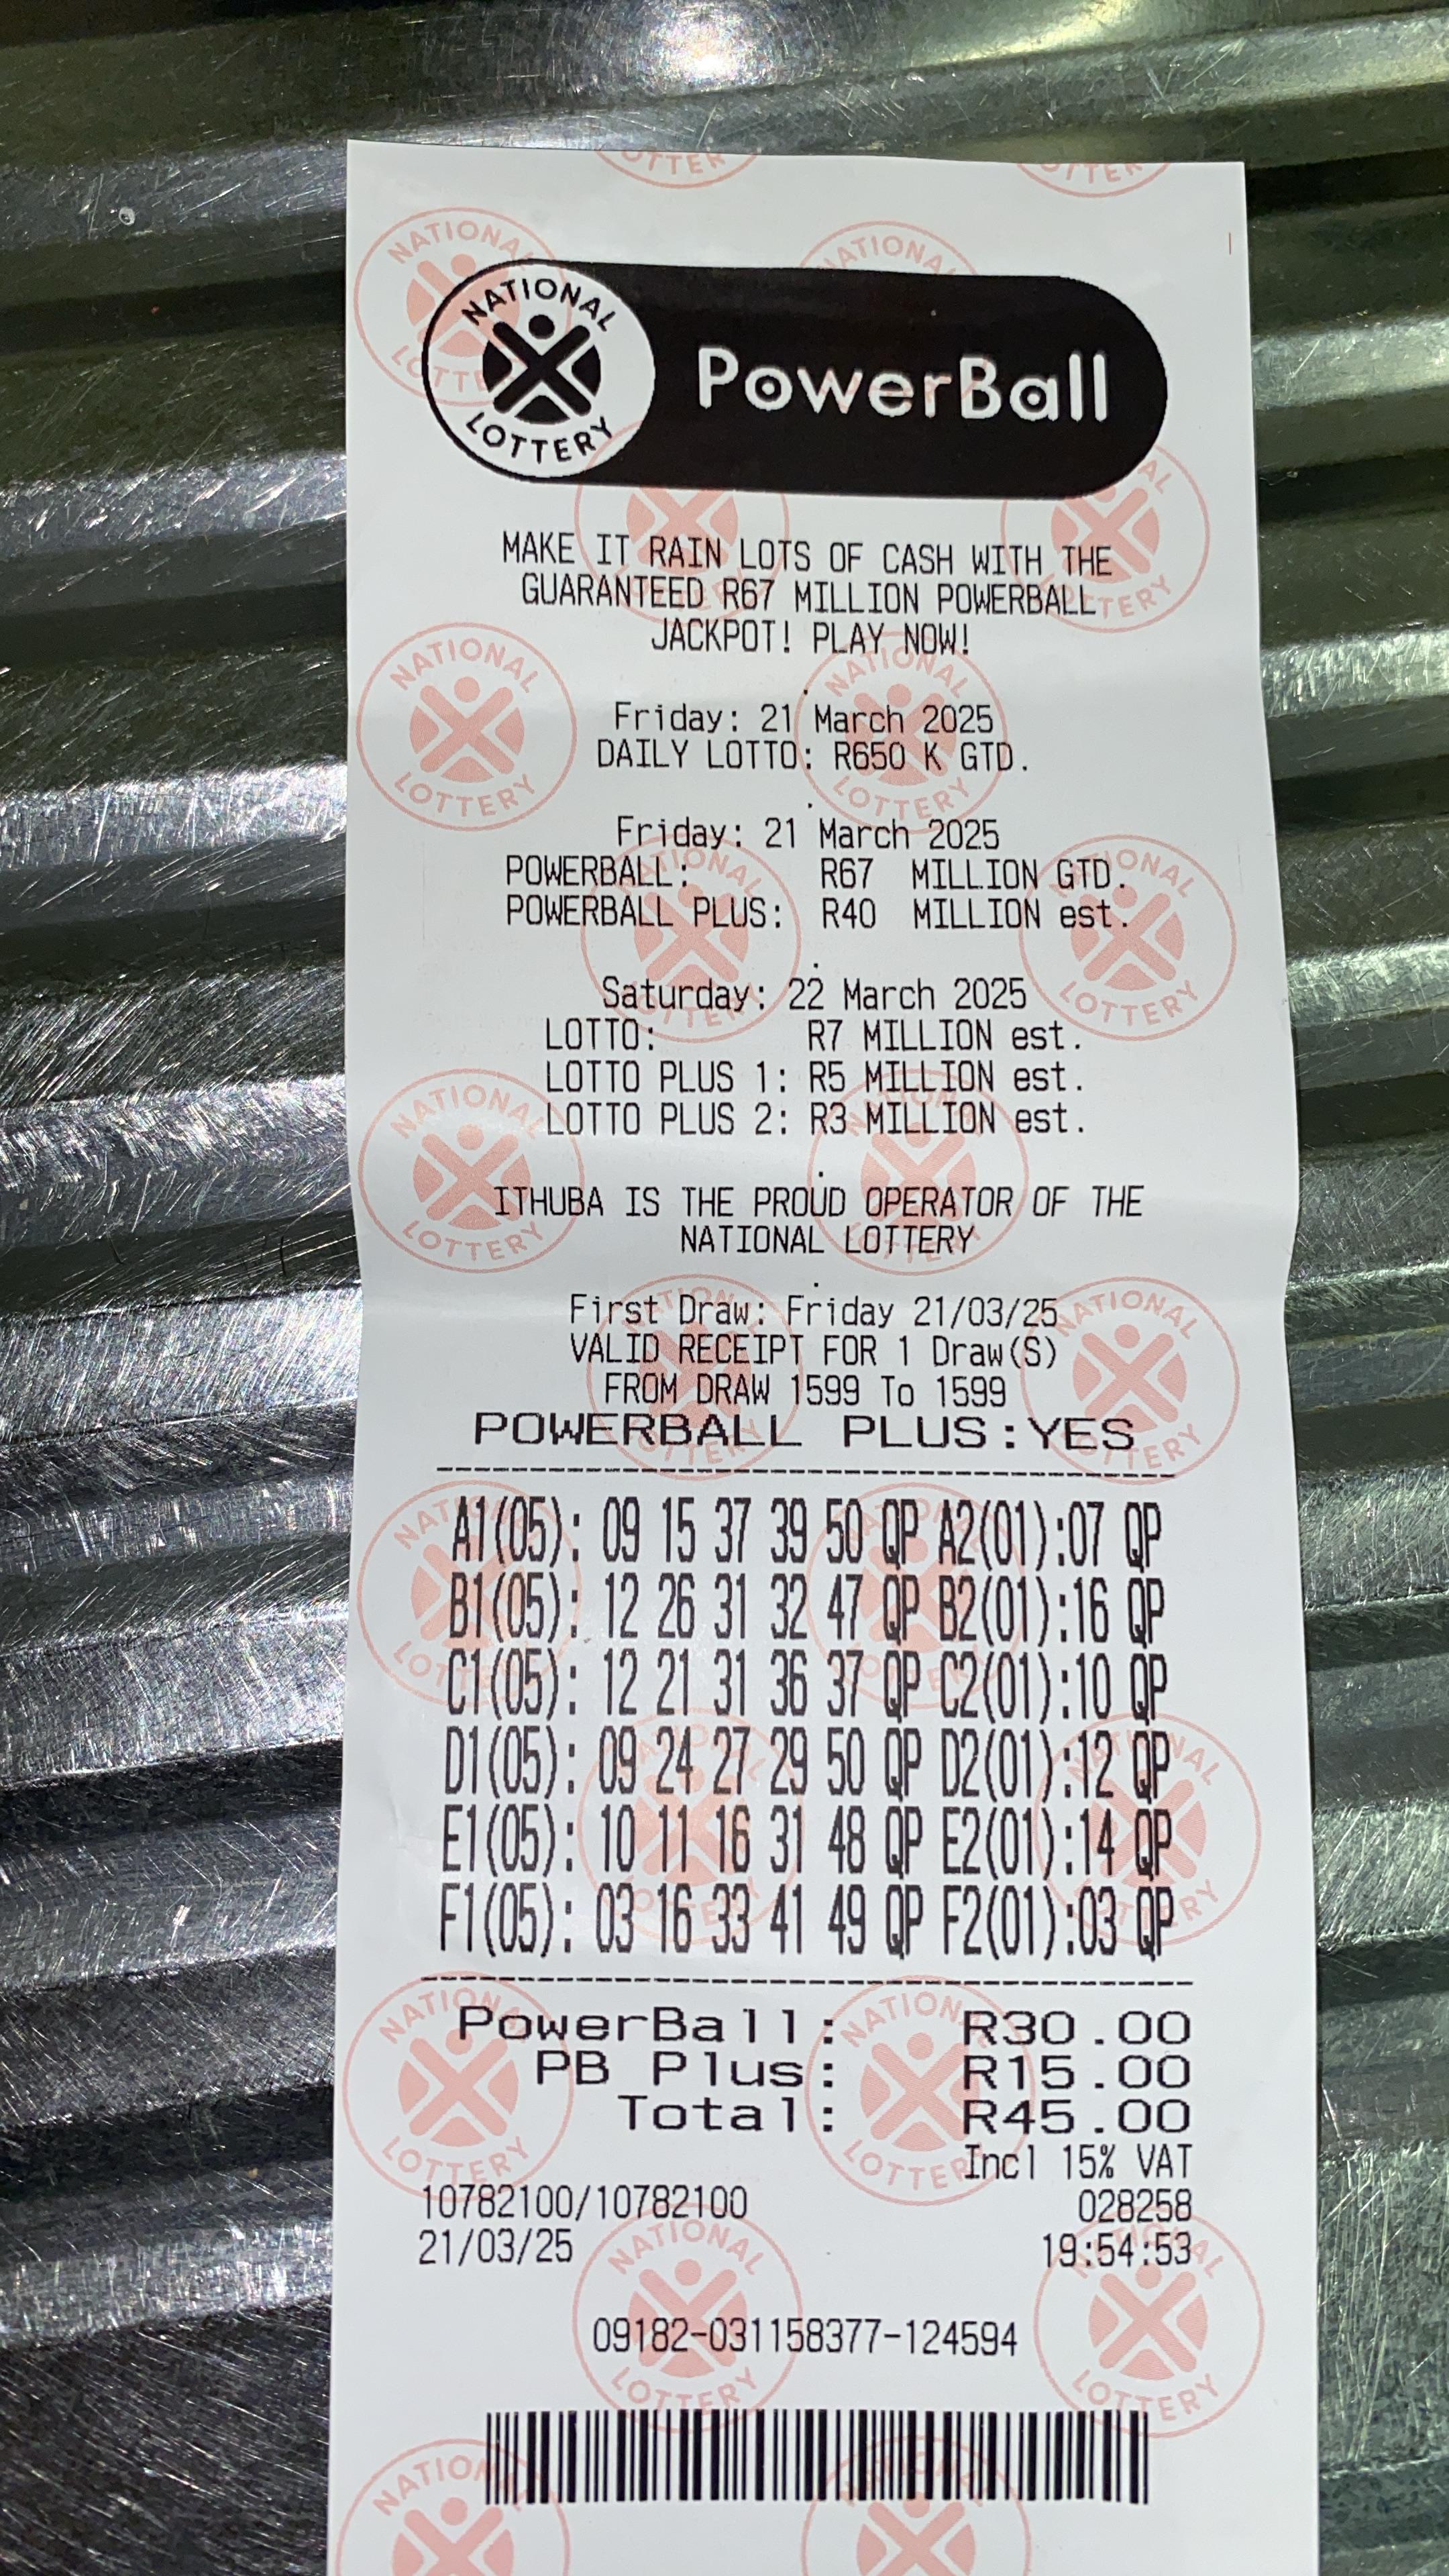 NATIONAL
LOTTERY
PowerBall
MAKE IT RAIN LOTS OF CASH WITH THE
GUARANTEED R67 MILLION POWERBALL
JACKPOT! PLAY NOW!
.
Friday: 21 March 2025
DAILY LOTTO: R650 K GTD.
.
Friday: 21 March 2025
POWERBALL: R67 MILLION GTD.
POWERBALL PLUS: R40 MILLION est.
.
Saturday: 22 March 2025
LOTTO: R7 MILLION est.
LOTTO PLUS 1: R5 MILLION est.
LOTTO PLUS 2: R3 MILLION est.
.
ITHUBA IS THE PROUD OPERATOR OF THE
NATIONAL LOTTERY
.
First Draw: Friday 21/03/25
VALID RECEIPT FOR 1 Draw(S)
FROM DRAW 1599 To 1599
POWERBALL PLUS:YES
A1(05): 09 15 37 39 50 QP A2(01):07 QP
B1(05): 12 26 31 32 47 QP B2(01):16 QP
C1(05): 12 21 31 36 37 QP C2(01):10 QP
D1(05): 09 24 27 29 50 QP D2(01):12 QP
E1(05): 10 11 16 31 48 QP E2(01):14 QP
F1(05): 03 16 33 41 49 QP F2(01):03 QP
PowerBall: R30.00
PB Plus: R15.00
Total: R45.00
Incl 15% VAT
10782100/10782100 028258
21/03/25 19:54:53
09182-031158377-124594